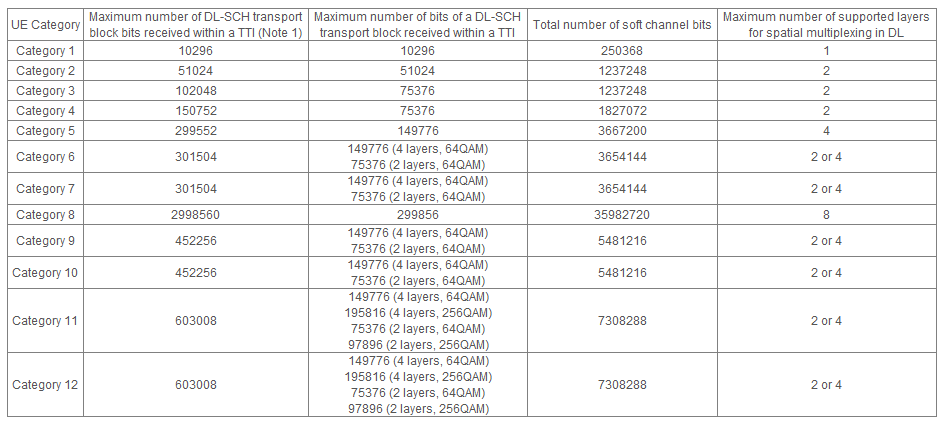 UE Category
Maximum number of DL-SCH transport
block bits received within a TTI (Note 1)
Maximum number of bits of a DL-SCH
transport block received within a TTI
Total number of soft channel bits
Maximum number of supported layers
for spatial multiplexing in DL
Category 1 10296 10296 250368 1
Category 2 51024 51024 1237248 2
Category 3 102048 75376 1237248 2
Category 4 150752 75376 1827072 2
Category 5 299552 149776 3667200 4
Category 6 301504
149776 (4 layers, 64QAM)
75376 (2 layers, 64QAM)
3654144 2 or 4
Category 7 301504
149776 (4 layers, 64QAM)
75376 (2 layers, 64QAM)
3654144 2 or 4
Category 8 2998560 299856 35982720 8
Category 9 452256
149776 (4 layers, 64QAM)
75376 (2 layers, 64QAM)
5481216 2 or 4
Category 10 452256
149776 (4 layers, 64QAM)
75376 (2 layers, 64QAM)
5481216 2 or 4
Category 11 603008
149776 (4 layers, 64QAM)
195816 (4 layers, 256QAM)
75376 (2 layers, 64QAM)
97896 (2 layers, 256QAM)
7308288 2 or 4
Category 12 603008
149776 (4 layers, 64QAM)
195816 (4 layers, 256QAM)
75376 (2 layers, 64QAM)
97896 (2 layers, 256QAM)
7308288 2 or 4